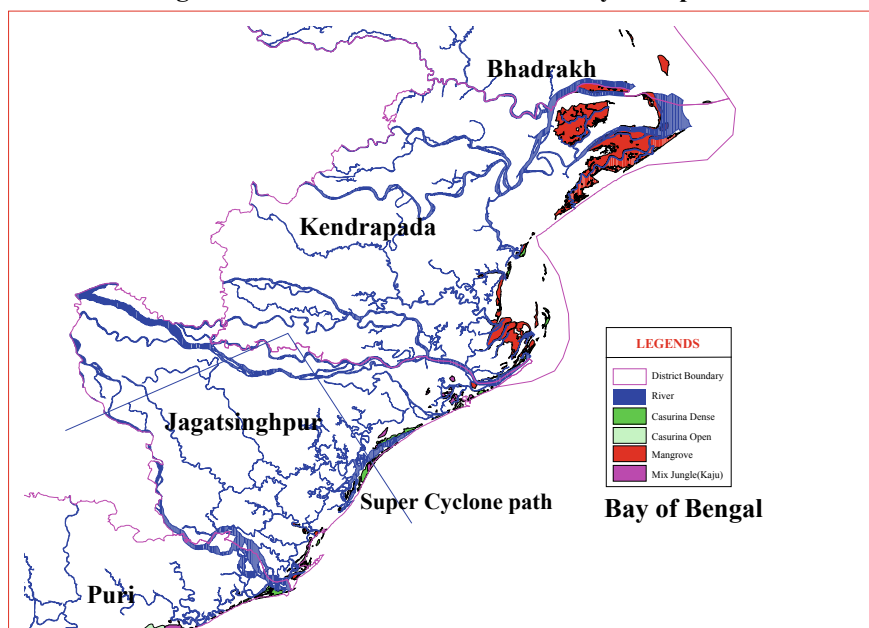 Bhadrakh
Kendrapada
Jagatsinghpur
Super Cyclone path
Puri
LEGENDS
District Boundary
River
Casurina Dense
Casurina Open
Mangrove
Mix Jungle(Kaju)
Bay of Bengal